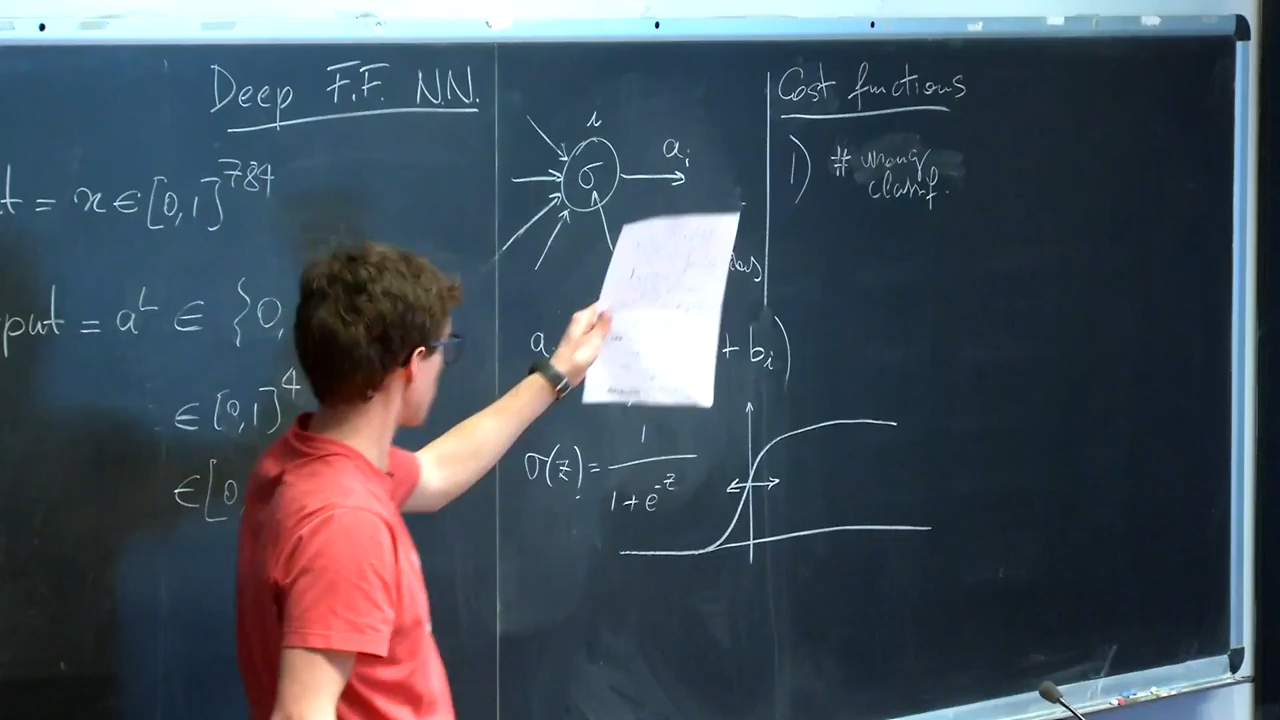 Deep F.F. N.N.
t = x ∈ [0,1]^784
put = a^L ∈ {0,
∈ [0,1]^4
∈ [0
i
σ
a_i
a
+ b_i)
σ(z) = 1 / (1 + e^-z)
Cost functions
1) # wrong
classif.